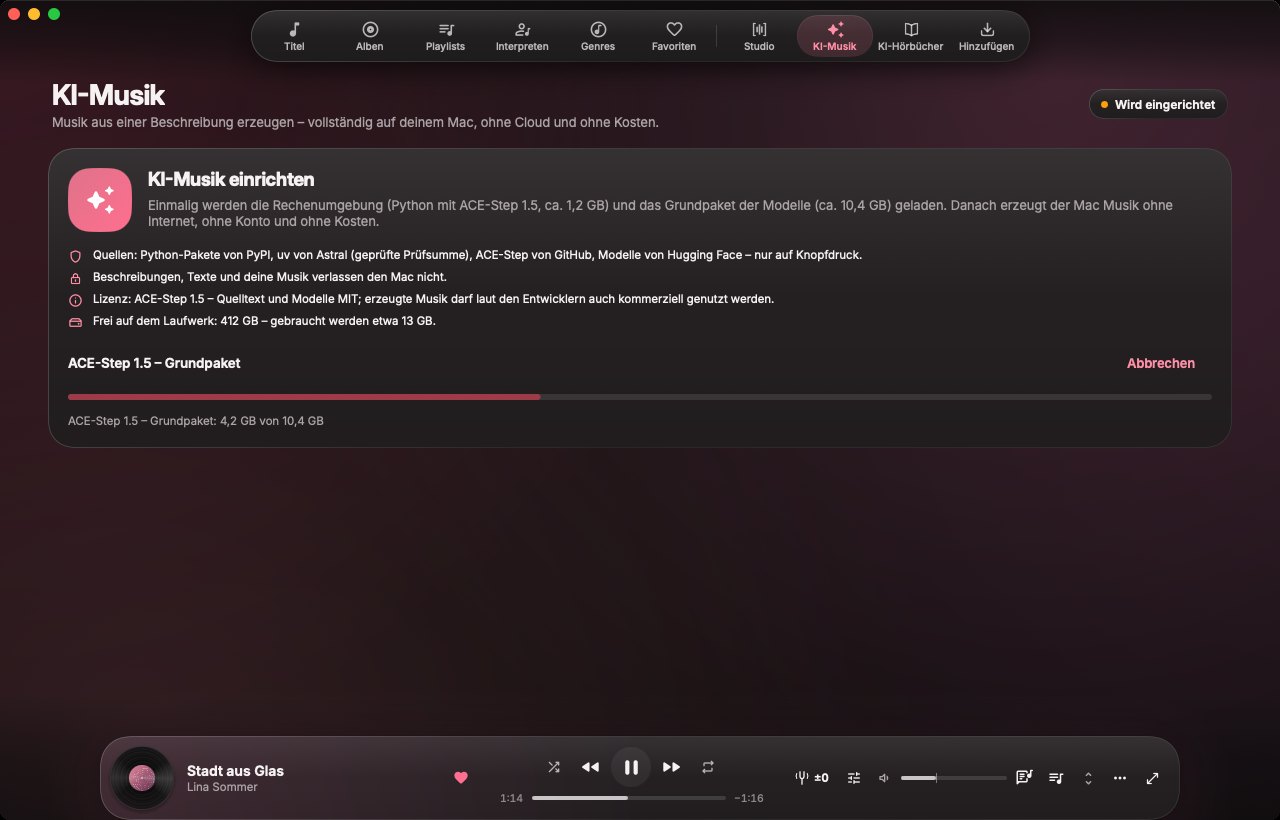 Titel
Alben
Playlists
Interpreten
Genres
Favoriten
Studio
KI-Musik
KI-Hörbücher
Hinzufügen
KI-Musik
Musik aus einer Beschreibung erzeugen – vollständig auf deinem Mac, ohne Cloud und ohne Kosten.
Wird eingerichtet
KI-Musik einrichten
Einmalig werden die Rechenumgebung (Python mit ACE-Step 1.5, ca. 1,2 GB) und das Grundpaket der Modelle (ca. 10,4 GB) geladen. Danach erzeugt der Mac Musik ohne
Internet, ohne Konto und ohne Kosten.
Quellen: Python-Pakete von PyPI, uv von Astral (geprüfte Prüfsumme), ACE-Step von GitHub, Modelle von Hugging Face – nur auf Knopfdruck.
Beschreibungen, Texte und deine Musik verlassen den Mac nicht.
Lizenz: ACE-Step 1.5 – Quelltext und Modelle MIT; erzeugte Musik darf laut den Entwicklern auch kommerziell genutzt werden.
Frei auf dem Laufwerk: 412 GB – gebraucht werden etwa 13 GB.
ACE-Step 1.5 – Grundpaket
Abbrechen
ACE-Step 1.5 – Grundpaket: 4,2 GB von 10,4 GB
Stadt aus Glas
Lina Sommer
1:14
−1:16
±0